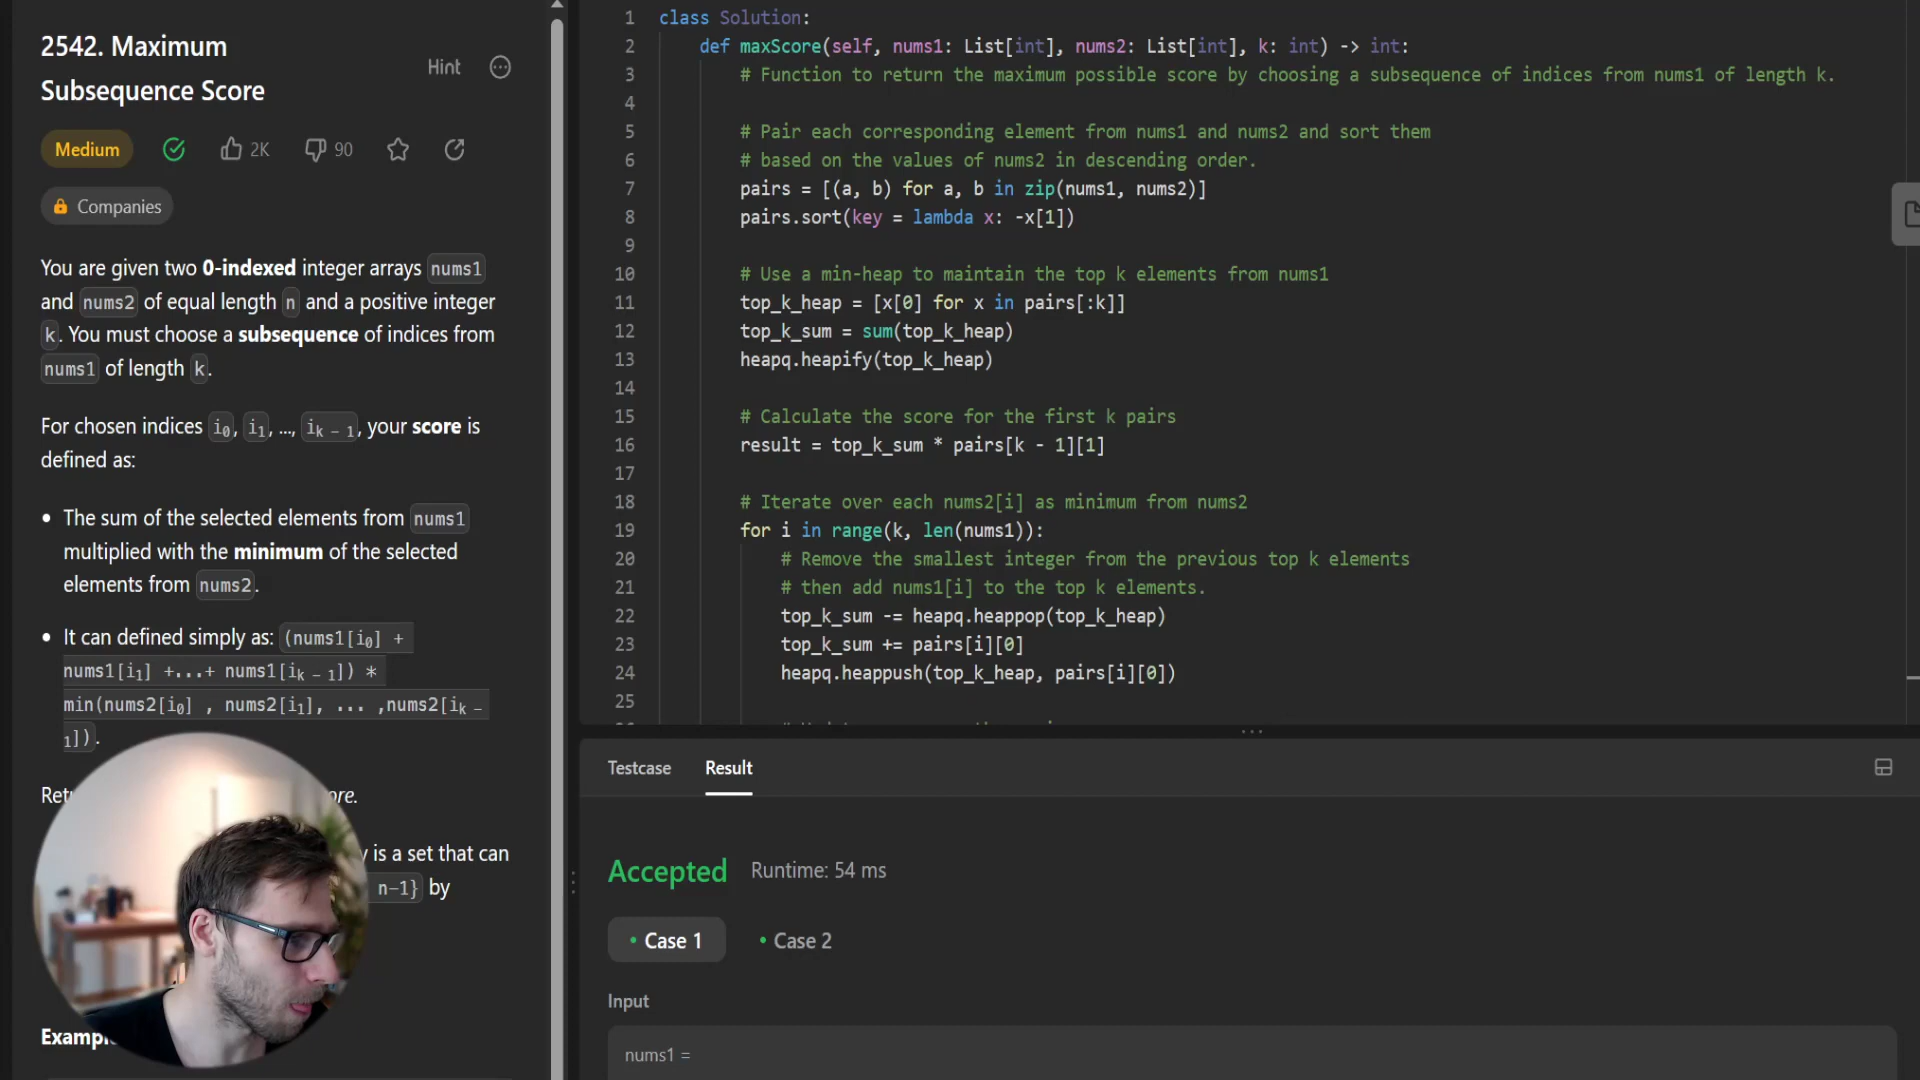 2542. Maximum
Subsequence Score
Hint
Medium
2K
90
Companies
You are given two 0-indexed integer arrays nums1
and nums2 of equal length n and a positive integer
k. You must choose a subsequence of indices from
nums1 of length k.
For chosen indices i0, i1, ..., ik - 1, your score is
defined as:
• The sum of the selected elements from nums1
multiplied with the minimum of the selected
elements from nums2.
• It can defined simply as: (nums1[i0] +
nums1[i1] +...+ nums1[ik - 1]) *
min(nums2[i0] , nums2[i1], ... ,nums2[ik -
1]).
is a set that can
n-1} by
1 class Solution:
2 def maxScore(self, nums1: List[int], nums2: List[int], k: int) -> int:
3 # Function to return the maximum possible score by choosing a subsequence of indices from nums1 of length k.
4
5 # Pair each corresponding element from nums1 and nums2 and sort them
6 # based on the values of nums2 in descending order.
7 pairs = [(a, b) for a, b in zip(nums1, nums2)]
8 pairs.sort(key = lambda x: -x[1])
9
10 # Use a min-heap to maintain the top k elements from nums1
11 top_k_heap = [x[0] for x in pairs[:k]]
12 top_k_sum = sum(top_k_heap)
13 heapq.heapify(top_k_heap)
14
15 # Calculate the score for the first k pairs
16 result = top_k_sum * pairs[k - 1][1]
17
18 # Iterate over each nums2[i] as minimum from nums2
19 for i in range(k, len(nums1)):
20 # Remove the smallest integer from the previous top k elements
21 # then add nums1[i] to the top k elements.
22 top_k_sum -= heapq.heappop(top_k_heap)
23 top_k_sum += pairs[i][0]
24 heapq.heappush(top_k_heap, pairs[i][0])
25
Testcase
Result
Accepted
Runtime: 54 ms
• Case 1
• Case 2
Input
nums1 =